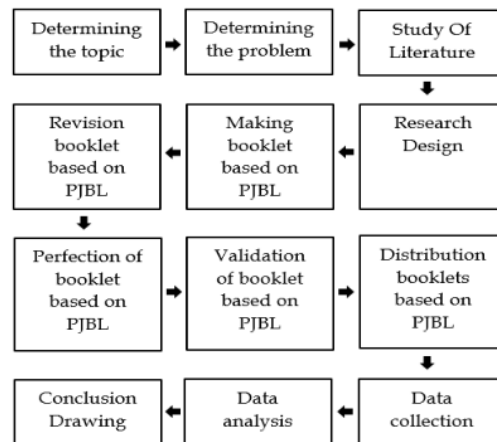 Determining
the topic
Determining
the problem
Study Of
Literature
Research
Design
Making
booklet
based on
PJBL
Revision
booklet
based on
PJBL
Perfection of
booklet
based on
PJBL
Validation
of booklet
based on
PJBL
Distribution
booklets
based on
PJBL
Data
collection
Data
analysis
Conclusion
Drawing